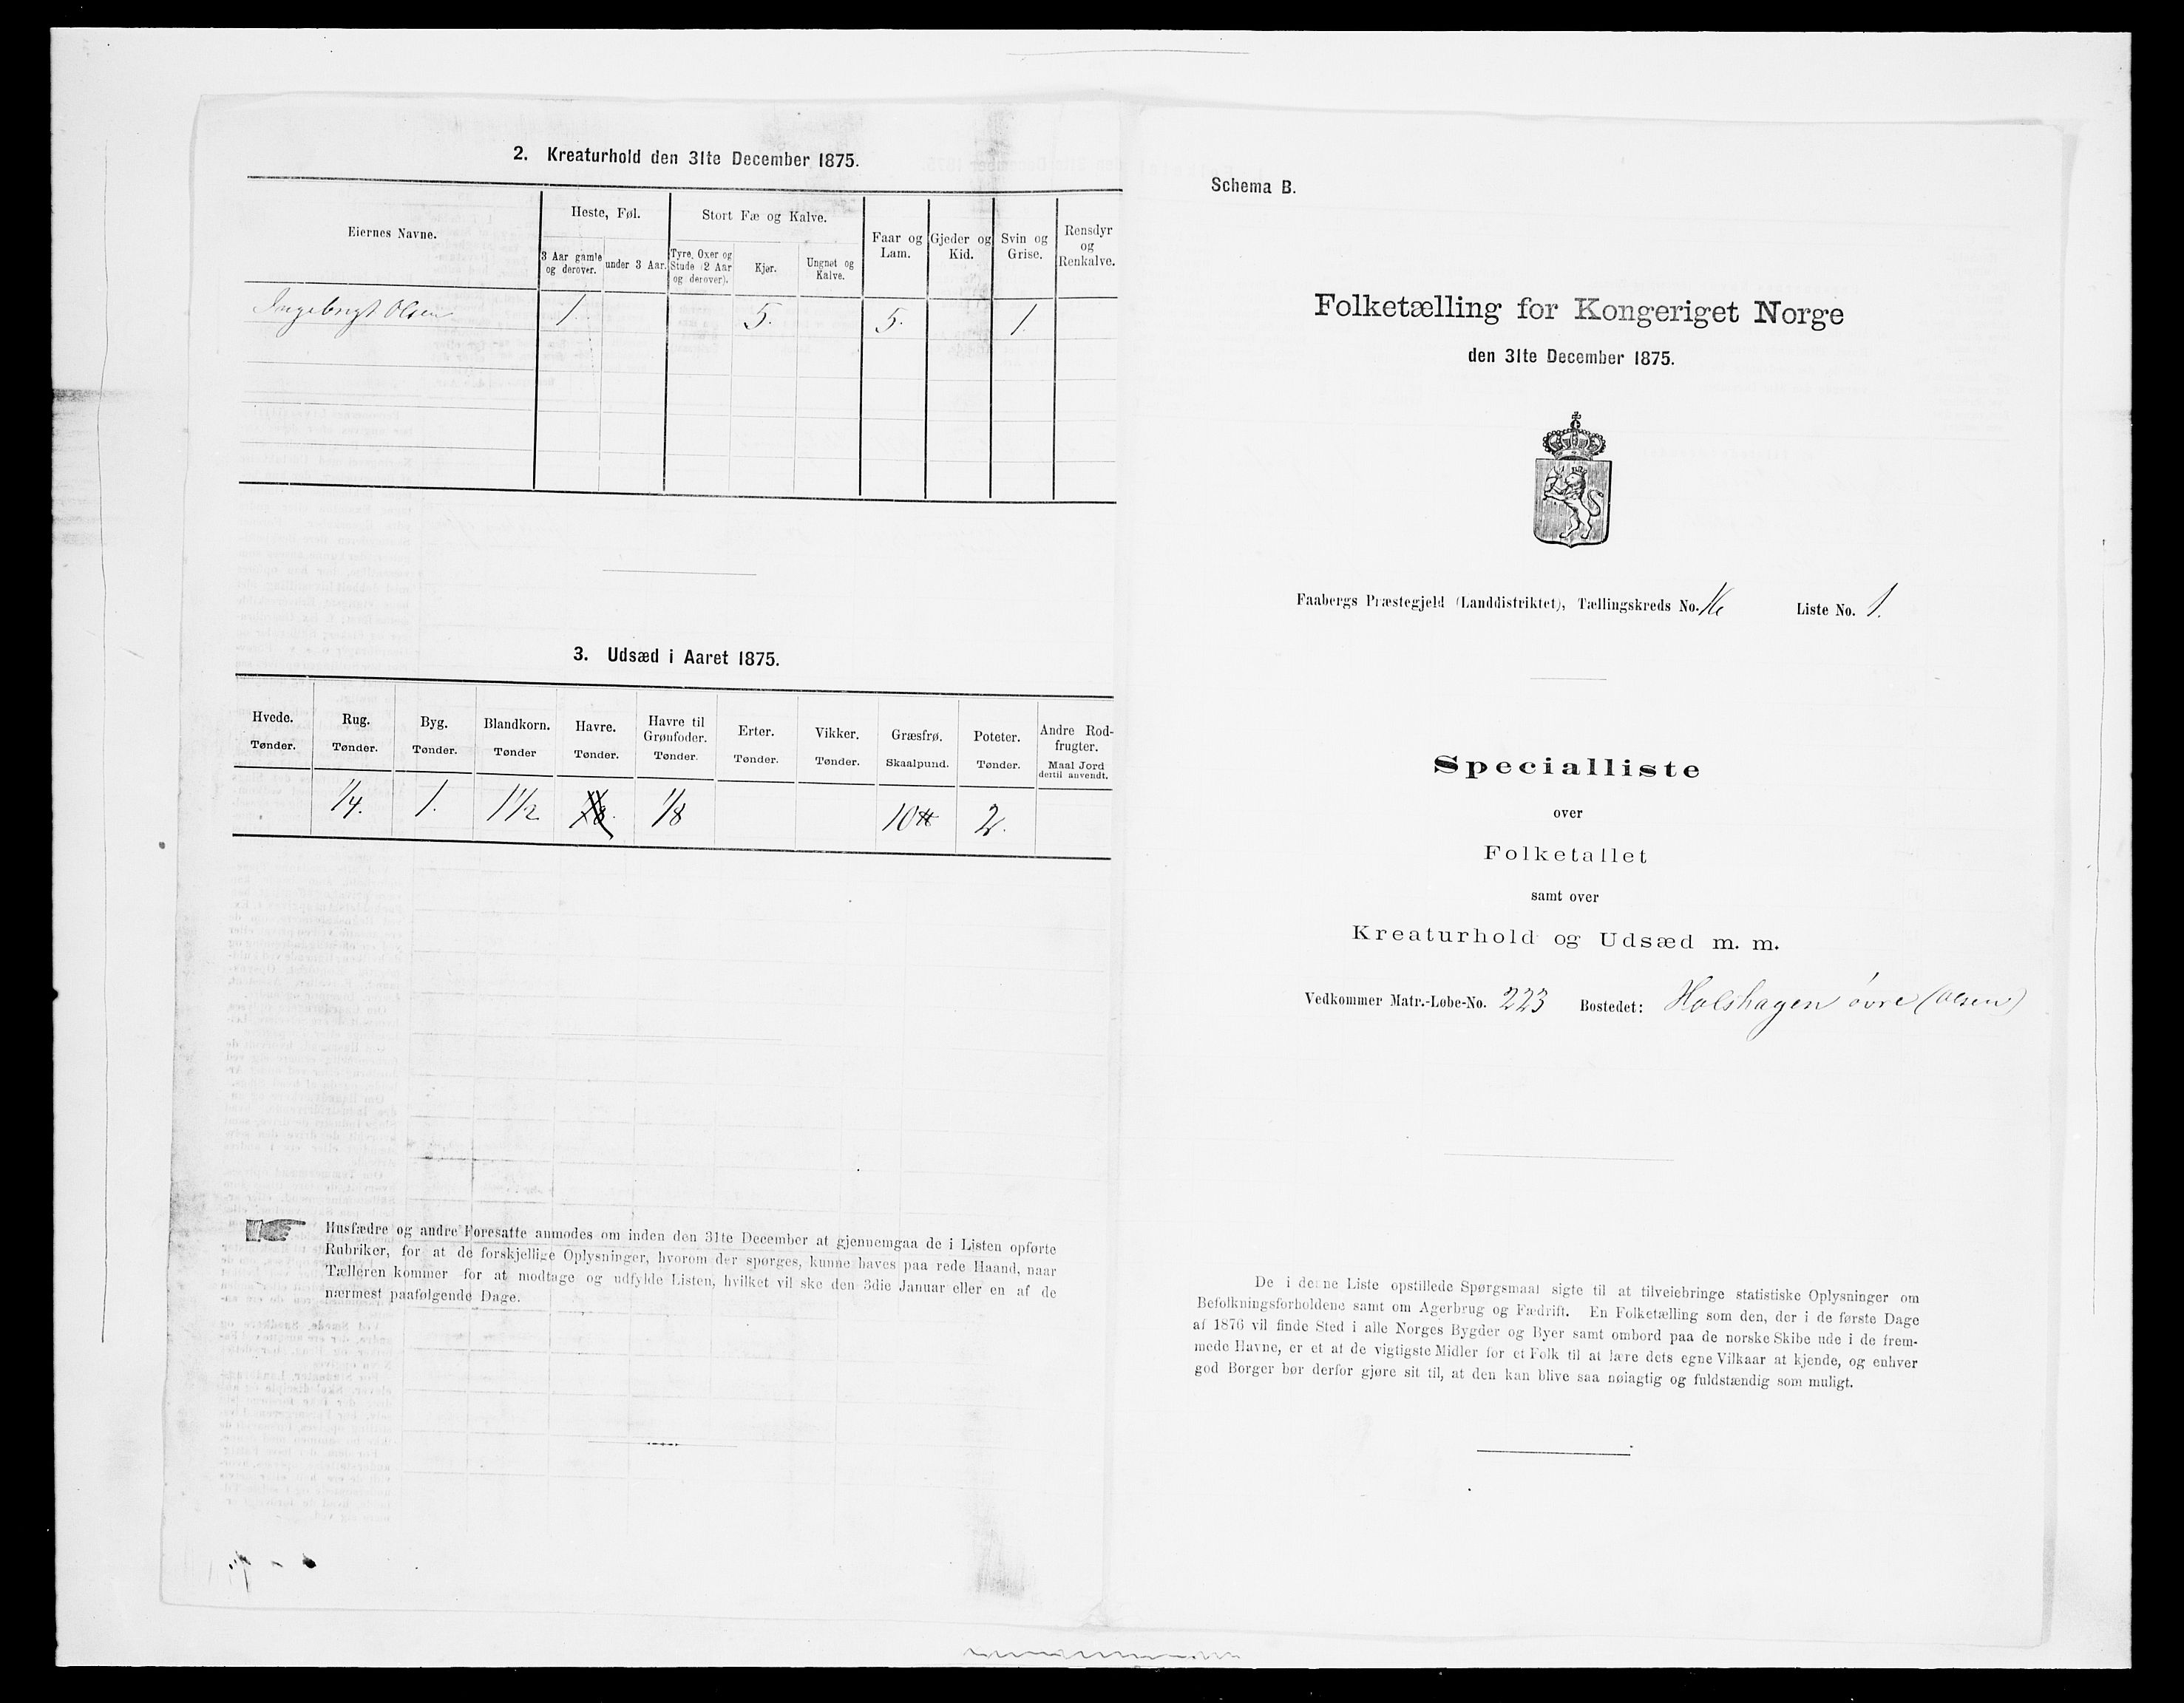 2. Kreaturhold den 31te December 1875.
Eiernes Navne.
Heste, Føl.
Stort Fæ og Kalve.
3 Aar gamle og derover.
under 3 Aar.
Tyre, Oxer og Stude (2 Aar og derover).
Kjør.
Ungnøt og Kalve.
Faar og Lam.
Gjeder og Kid.
Svin og Grise.
Rensdyr og Renkalve.
Ingebrigt Olsen 1. 5. 5. 1.
3. Udsæd i Aaret 1875.
Hvede. Rug. Byg. Blandkorn. Havre. Havre til Grønfoder. Erter. Vikker. Græsfrø. Poteter. Andre Rodfrugter.
Tønder. Tønder. Tønder. Tønder Tønder. Tønder. Tønder. Tønder. Skaalpund. Tønder. Maal Jord dertil anvendt.
1/4. 1. 1 1/2 1/8 10 2.
Husfædre og andre Foresatte anmodes om inden den 31te December at gjennemgaa de i Listen opførte
Rubriker, for at de forskjellige Oplysninger, hvorom der spørges, kunne haves paa rede Haand, naar
Tælleren kommer for at modtage og udfylde Listen, hvilket vil ske den 3die Januar eller en af de
nærmest paafølgende Dage.
Schema B.
Folketælling for Kongeriget Norge
den 31te December 1875.
Faabergs Præstegjeld (Landdistriktet), Tællingskreds No. Liste No. 1.
Specialliste
over
Folketallet
samt over
Kreaturhold og Udsæd m. m.
Vedkommer Matr.-Løbe-No. 223 Bostedet: Holshagen övre (Olsen)
De i denne Liste opstillede Spørgsmaal sigte til at tilveiebringe statistiske Oplysninger om
Befolkningsforholdene samt om Agerbrug og Fædrift. En Folketælling som den, der i de første Dage
af 1876 vil finde Sted i alle Norges Bygder og Byer samt ombord paa de norske Skibe ude i de frem-
mede Havne, er et af de vigtigste Midler for et Folk til at lære dets egne Vilkaar at kjende, og enhver
god Borger bør derfor gjøre sit til, at den kan blive saa nøiagtig og fuldstændig som muligt.